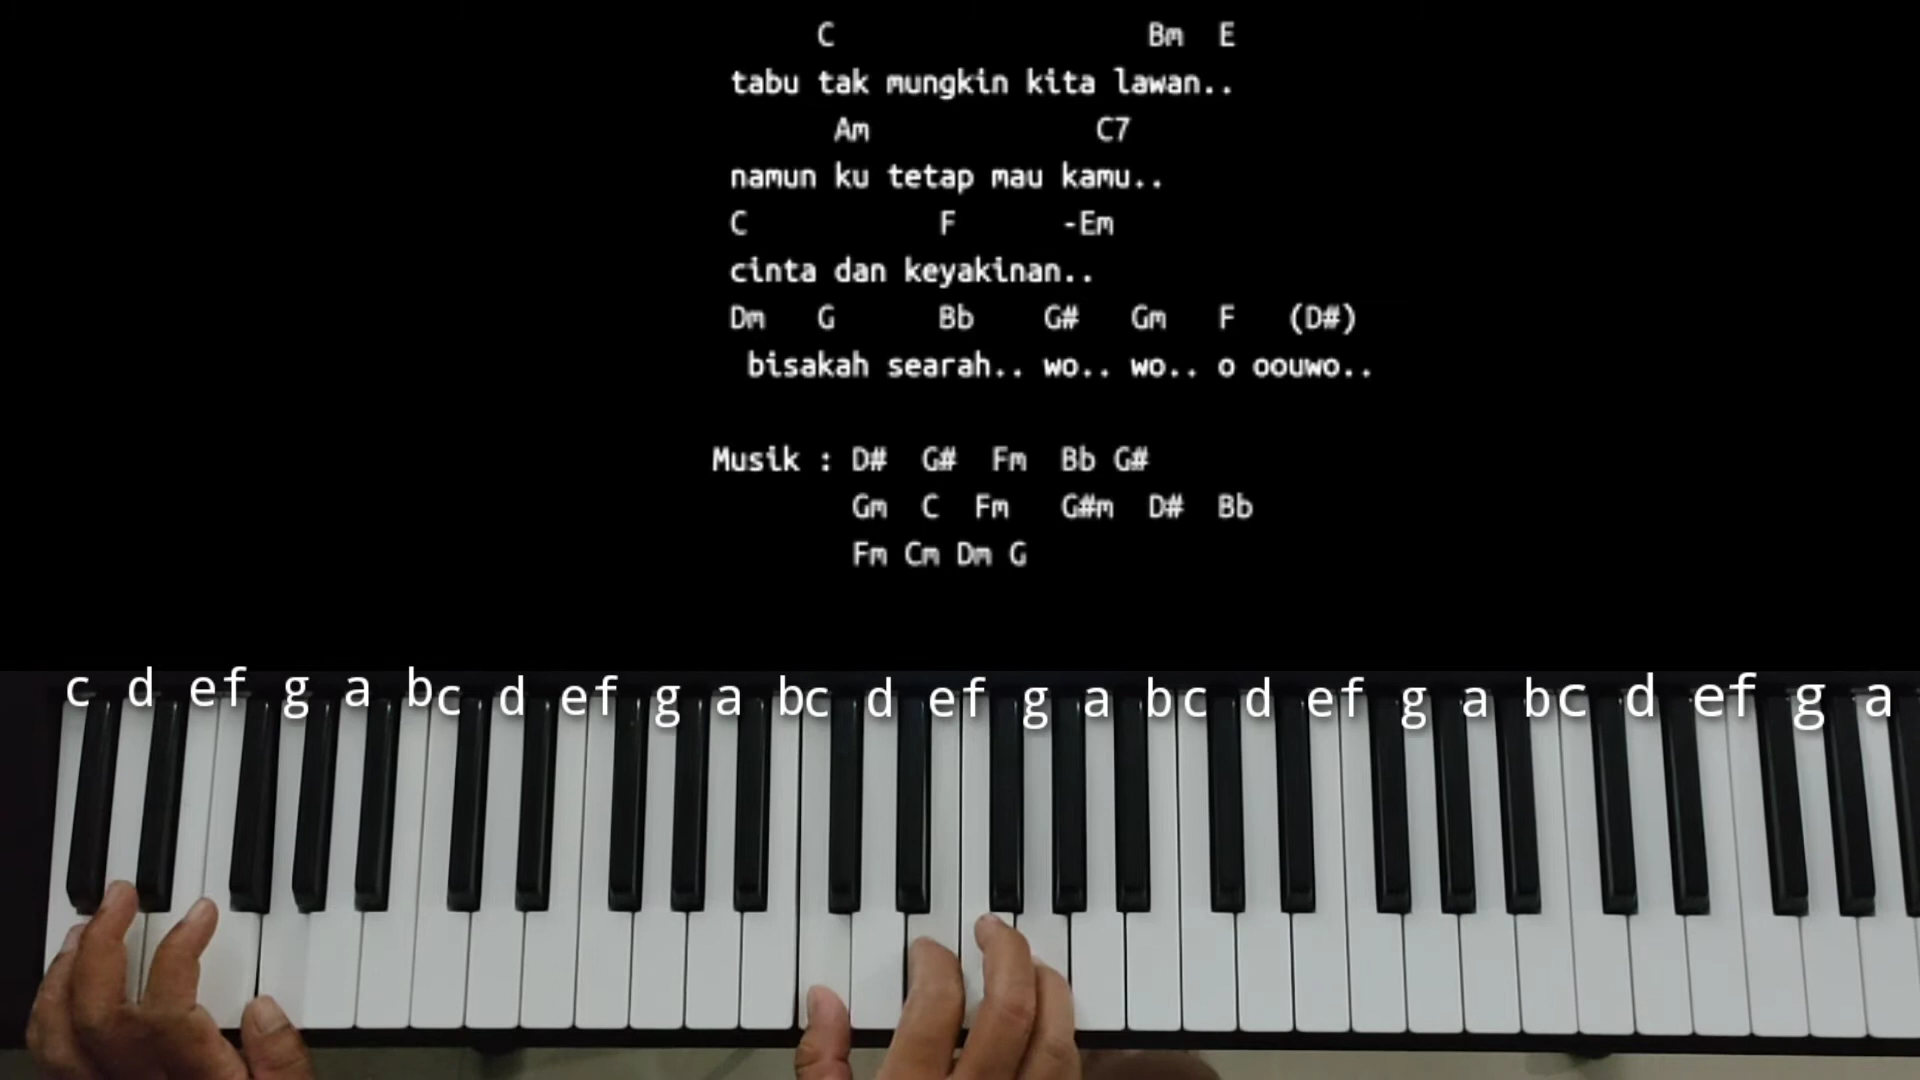 C Bm E
tabu tak mungkin kita lawan..
Am C7
namun ku tetap mau kamu..
C F -Em
cinta dan keyakinan..
Dm G Bb G# Gm F (D#)
bisakah searah.. wo.. wo.. o oouwo..
Musik : D# G# Fm Bb G#
Gm C Fm G#m D# Bb
Fm Cm Dm G
c d ef g a bc d ef g a bc d ef g a bc d ef g a bc d ef g a